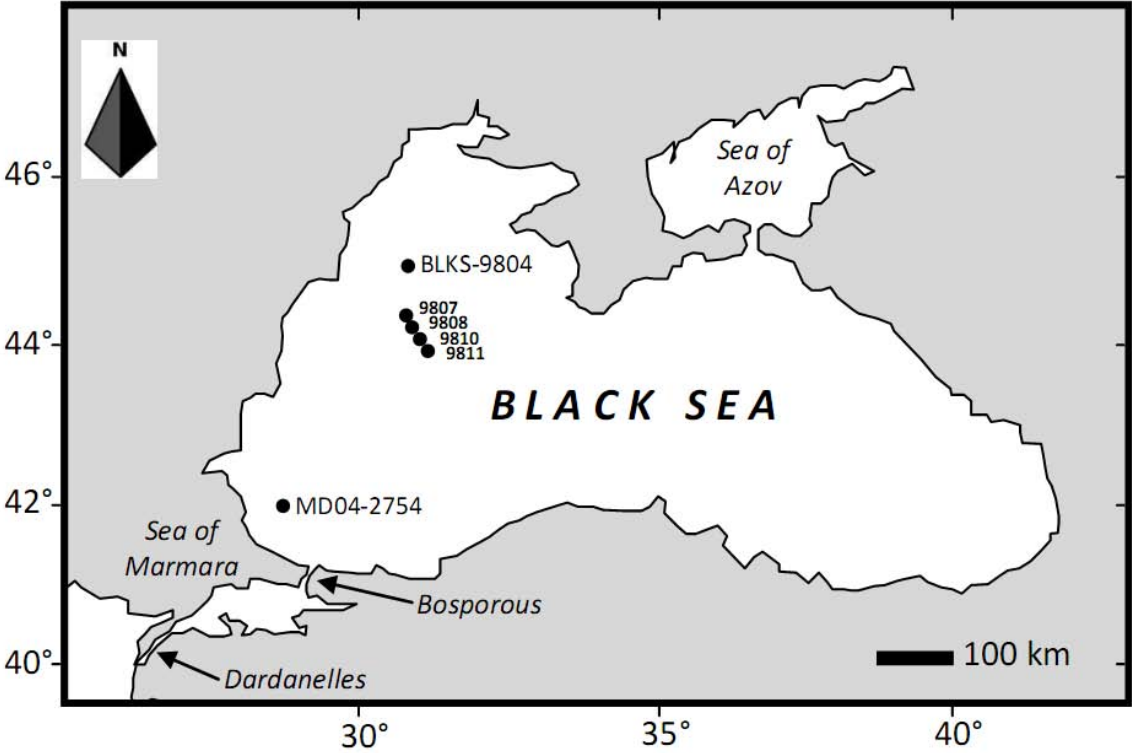 N
46°
Sea of
Azov
BLKS-9804
9807
9808
9810
9811
44°
BLACK SEA
42°
MD04-2754
Sea of
Marmara
Bosporous
40°
Dardanelles
100 km
30°
35°
40°